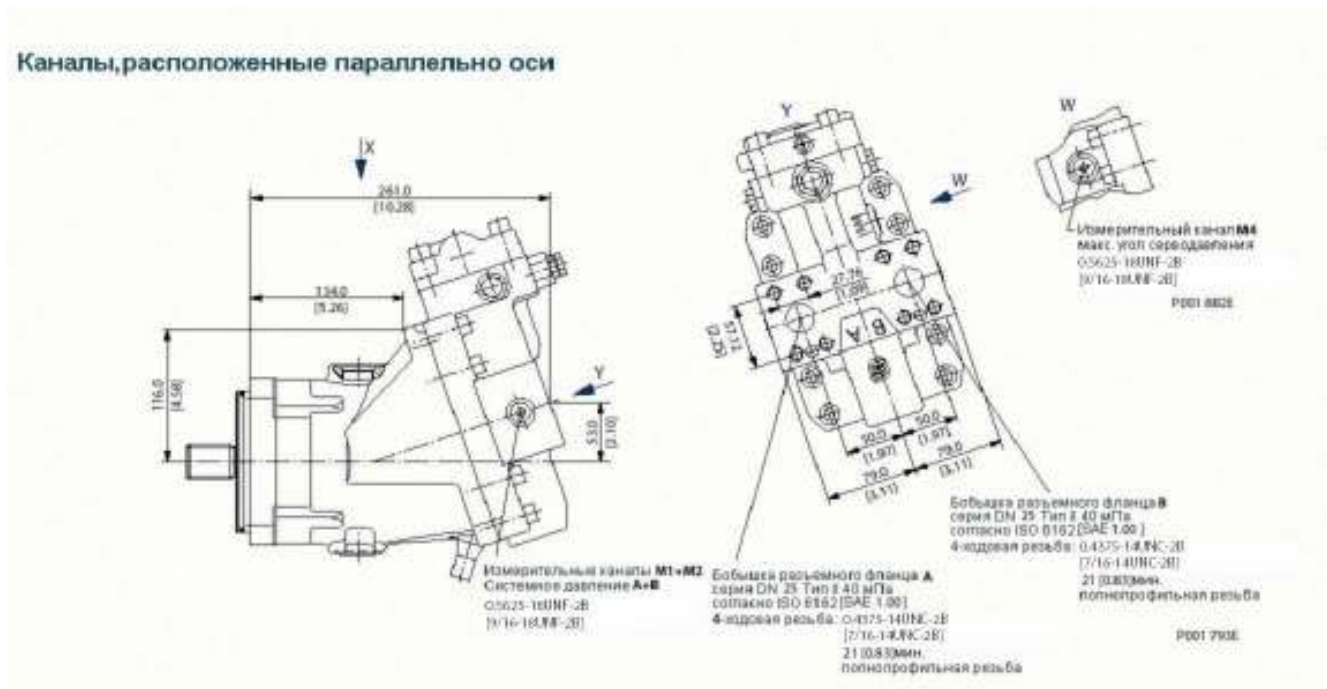 Каналы,расположенные параллельно оси
X
261.0
[10.28]
134.0
[5.26]
116.0
[4.58]
Y
53.0
[2.10]
Измерительные каналы M1+M2
Системное давление A+B
0.5625-18UNF-2B
[9/16-18UNF-2B]
Y
W
27.76
[1.09]
57.12
[2.25]
A
B
50.0
[1.97]
50.0
[1.97]
79.0
[3.11]
79.0
[3.11]
Бобышка разъемного фланца A
серия DN 25 Тип II 40 мПа
согласно ISO 6162 [SAE 1.00]
4-ходовая резьба: 0.4375-14UNC-2B
[7/16-14UNC-2B]
21 [0.83]мин.
полнопрофильная резьба
W
Измерительный канал M4
макс. угол серводавления
0.5625-18UNF-2B
[9/16-18UNF-2B]
P001 882E
Бобышка разъемного фланца B
серия DN 25 Тип II 40 мПа
согласно ISO 6162 [SAE 1.00 ]
4-ходовая резьба: 0.4375-14UNC-2B
[7/16-14UNC-2B]
21 [0.83]мин.
полнопрофильная резьба
P001 793E